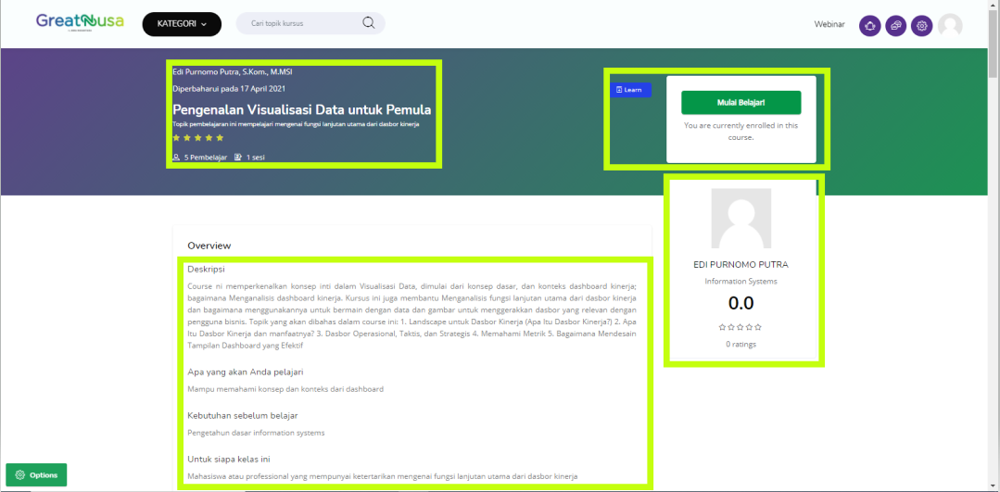 GreatNusa
KATEGORI
Cari topik kursus
Webinar
Edi Purnomo Putra, S.Kom., M.MSI
Diperbaharui pada 17 April 2021
Pengenalan Visualisasi Data untuk Pemula
Topik pembelajaran ini mempelajari mengenai fungsi lanjutan utama dari dasbor kinerja
5 Pembelajar 1 sesi
Learn
Mulai Belajar!
You are currently enrolled in this
course.
EDI PURNOMO PUTRA
Information Systems
0.0
0 ratings
Overview
Deskripsi
Course ni memperkenalkan konsep inti dalam Visualisasi Data, dimulai dari konsep dasar, dan konteks dashboard kinerja;
bagaimana Menganalisis dashboard kinerja. Kursus ini juga membantu Menganalisis fungsi lanjutan utama dari dasbor kinerja
dan bagaimana menggunakannya untuk bermain dengan data dan gambar untuk menggerakkan dasbor yang relevan dengan
pengguna bisnis. Topik yang akan dibahas dalam course ini: 1. Landscape untuk Dasbor Kinerja (Apa Itu Dasbor Kinerja?) 2. Apa
Itu Dasbor Kinerja dan manfaatnya? 3. Dasbor Operasional, Taktis, dan Strategis 4. Memahami Metrik 5. Bagaimana Mendesain
Tampilan Dashboard yang Efektif
Apa yang akan Anda pelajari
Mampu memahami konsep dan konteks dari dashboard
Kebutuhan sebelum belajar
Pengetahun dasar information systems
Untuk siapa kelas ini
Mahasiswa atau professional yang mempunyai ketertarikan mengenai fungsi lanjutan utama dari dasbor kinerja
Options